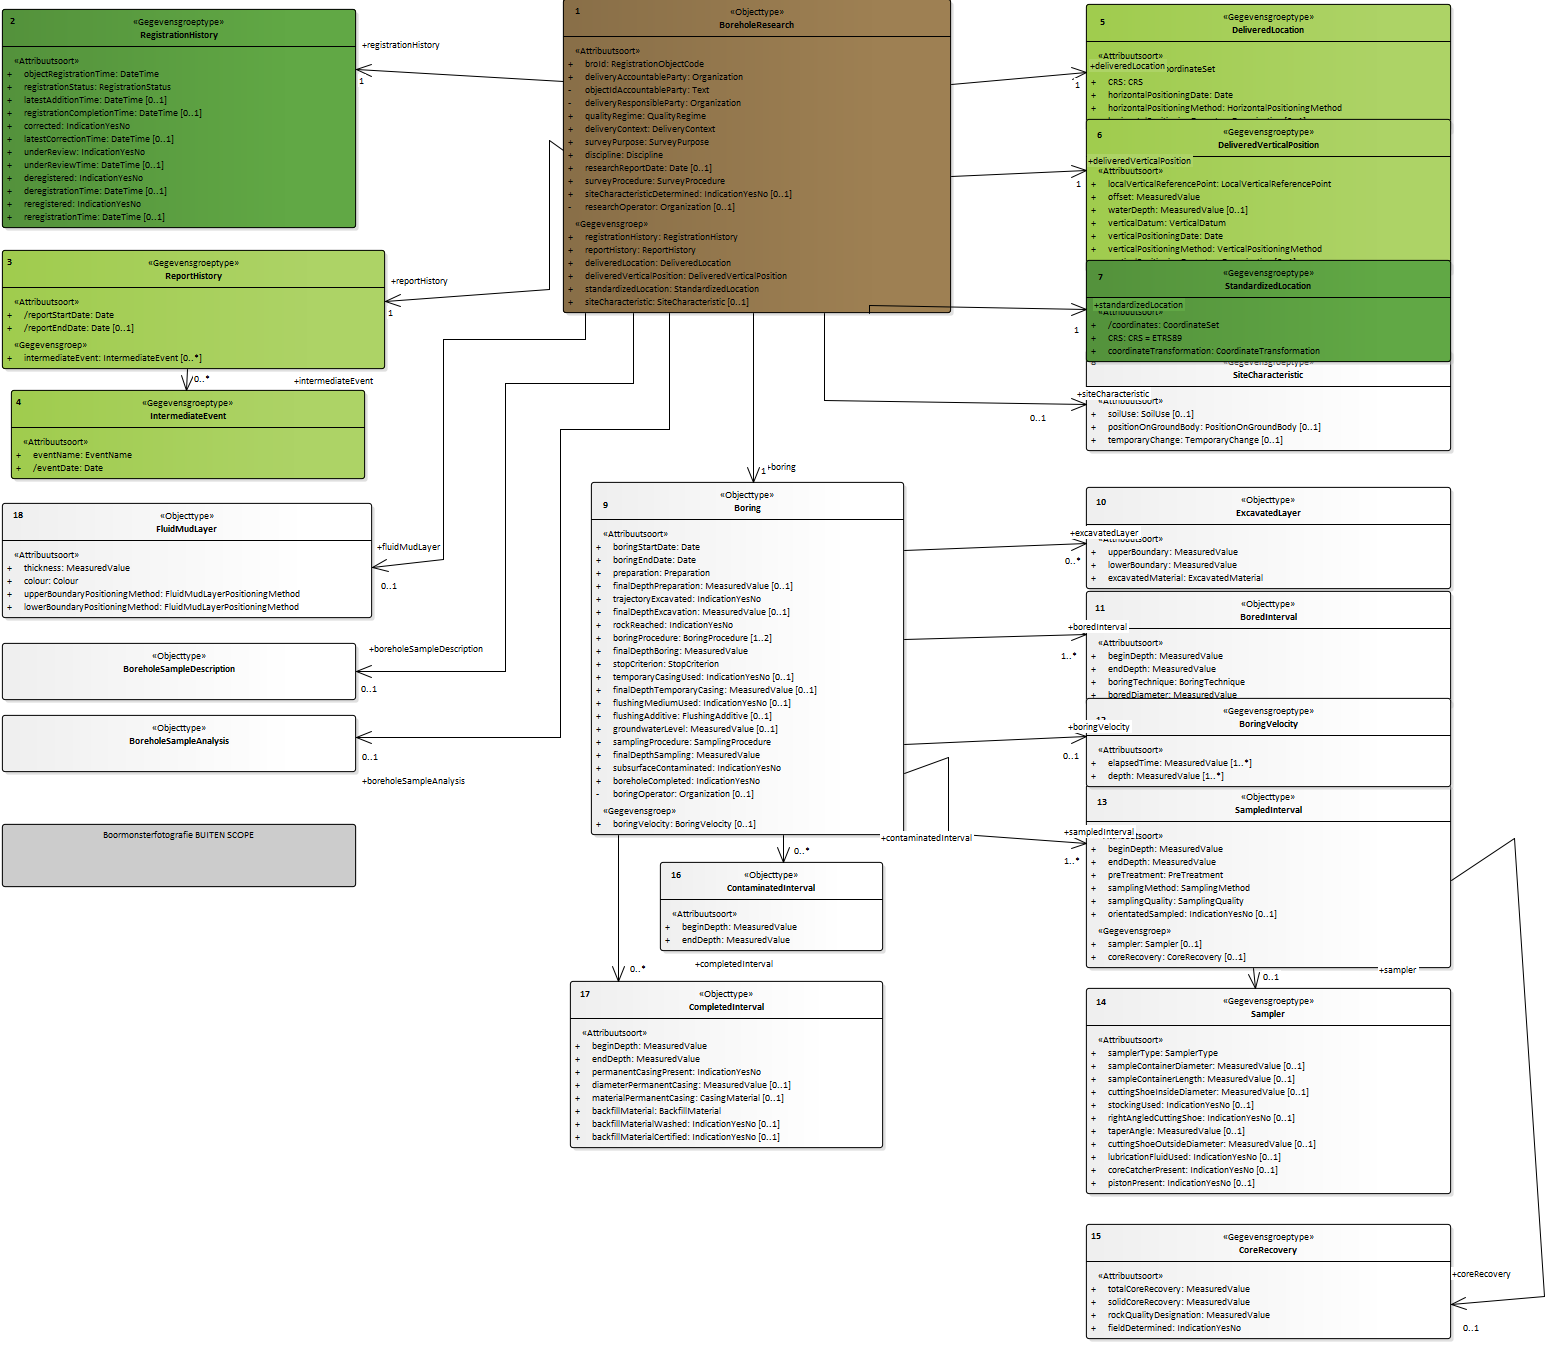 2
«Gegevensgroeptype»
RegistrationHistory
«Attribuutsoort»
+ objectRegistrationTime: DateTime
+ registrationStatus: RegistrationStatus
+ latestAdditionTime: DateTime [0..1]
+ registrationCompletionTime: DateTime [0..1]
+ corrected: IndicationYesNo
+ latestCorrectionTime: DateTime [0..1]
+ underReview: IndicationYesNo
+ underReviewTime: DateTime [0..1]
+ deregistered: IndicationYesNo
+ deregistrationTime: DateTime [0..1]
+ reregistered: IndicationYesNo
+ reregistrationTime: DateTime [0..1]
+registrationHistory
1
1
«Objecttype»
BoreholeResearch
«Attribuutsoort»
+ broId: RegistrationObjectCode
+ deliveryAccountableParty: Organization
- objectIdAccountableParty: Text
- deliveryResponsibleParty: Organization
+ qualityRegime: QualityRegime
+ deliveryContext: DeliveryContext
+ surveyPurpose: SurveyPurpose
+ discipline: Discipline
+ researchReportDate: Date [0..1]
+ surveyProcedure: SurveyProcedure
+ siteCharacteristicDetermined: IndicationYesNo [0..1]
- researchOperator: Organization [0..1]
«Gegevensgroep»
+ registrationHistory: RegistrationHistory
+ reportHistory: ReportHistory
+ deliveredLocation: DeliveredLocation
+ deliveredVerticalPosition: DeliveredVerticalPosition
+ standardizedLocation: StandardizedLocation
+ siteCharacteristic: SiteCharacteristic [0..1]
5
«Gegevensgroeptype»
DeliveredLocation
«Attribuutsoort»
+deliveredLocation
oordinateSet
1
+ CRS: CRS
+ horizontalPositioningDate: Date
+ horizontalPositioningMethod: HorizontalPositioningMethod
6
«Gegevensgroeptype»
DeliveredVerticalPosition
+deliveredVerticalPosition
1
«Attribuutsoort»
+ localVerticalReferencePoint: LocalVerticalReferencePoint
+ offset: MeasuredValue
+ waterDepth: MeasuredValue [0..1]
+ verticalDatum: VerticalDatum
+ verticalPositioningDate: Date
+ verticalPositioningMethod: VerticalPositioningMethod
7
«Gegevensgroeptype»
StandardizedLocation
+standardizedLocation
1
«Attribuutsoort»
+ /coordinates: CoordinateSet
+ CRS: CRS = ETRS89
+ coordinateTransformation: CoordinateTransformation
SiteCharacteristic
+siteCharacteristic
0..1
«Attribuutsoort»
+ soilUse: SoilUse [0..1]
+ positionOnGroundBody: PositionOnGroundBody [0..1]
+ temporaryChange: TemporaryChange [0..1]
3
«Gegevensgroeptype»
ReportHistory
«Attribuutsoort»
+ /reportStartDate: Date
+ /reportEndDate: Date [0..1]
«Gegevensgroep»
+ intermediateEvent: IntermediateEvent [0..*]
+reportHistory
1
0..*
+intermediateEvent
4
«Gegevensgroeptype»
IntermediateEvent
«Attribuutsoort»
+ eventName: EventName
+ /eventDate: Date
18
«Objecttype»
FluidMudLayer
«Attribuutsoort»
+ thickness: MeasuredValue
+ colour: Colour
+ upperBoundaryPositioningMethod: FluidMudLayerPositioningMethod
+ lowerBoundaryPositioningMethod: FluidMudLayerPositioningMethod
+fluidMudLayer
0..1
«Objecttype»
BoreholeSampleDescription
+boreholeSampleDescription
0..1
«Objecttype»
BoreholeSampleAnalysis
0..1
+boreholeSampleAnalysis
Boormonsterfotografie BUITEN SCOPE
1
+boring
9
«Objecttype»
Boring
«Attribuutsoort»
+ boringStartDate: Date
+ boringEndDate: Date
+ preparation: Preparation
+ finalDepthPreparation: MeasuredValue [0..1]
+ trajectoryExcavated: IndicationYesNo
+ finalDepthExcavation: MeasuredValue [0..1]
+ rockReached: IndicationYesNo
+ boringProcedure: BoringProcedure [1..2]
+ finalDepthBoring: MeasuredValue
+ stopCriterion: StopCriterion
+ temporaryCasingUsed: IndicationYesNo [0..1]
+ finalDepthTemporaryCasing: MeasuredValue [0..1]
+ flushingMediumUsed: IndicationYesNo [0..1]
+ flushingAdditive: FlushingAdditive [0..1]
+ groundwaterLevel: MeasuredValue [0..1]
+ samplingProcedure: SamplingProcedure
+ finalDepthSampling: MeasuredValue
+ subsurfaceContaminated: IndicationYesNo
+ boreholeCompleted: IndicationYesNo
- boringOperator: Organization [0..1]
«Gegevensgroep»
+ boringVelocity: BoringVelocity [0..1]
10
«Objecttype»
ExcavatedLayer
+excavatedLayer
0..*
«Attribuutsoort»
+ upperBoundary: MeasuredValue
+ lowerBoundary: MeasuredValue
+ excavatedMaterial: ExcavatedMaterial
11
«Objecttype»
BoredInterval
+boredInterval
1..*
«Attribuutsoort»
+ beginDepth: MeasuredValue
+ endDepth: MeasuredValue
+ boringTechnique: BoringTechnique
+ boredDiameter: MeasuredValue
«Gegevensgroeptype»
BoringVelocity
+boringVelocity
0..1
«Attribuutsoort»
+ elapsedTime: MeasuredValue [1..*]
+ depth: MeasuredValue [1..*]
13
«Objecttype»
SampledInterval
+sampledInterval
1..*
«Attribuutsoort»
+ beginDepth: MeasuredValue
+ endDepth: MeasuredValue
+ preTreatment: PreTreatment
+ samplingMethod: SamplingMethod
+ samplingQuality: SamplingQuality
+ orientatedSampled: IndicationYesNo [0..1]
«Gegevensgroep»
+ sampler: Sampler [0..1]
+ coreRecovery: CoreRecovery [0..1]
+contaminatedInterval
0..*
16
«Objecttype»
ContaminatedInterval
«Attribuutsoort»
+ beginDepth: MeasuredValue
+ endDepth: MeasuredValue
+completedInterval
0..*
17
«Objecttype»
CompletedInterval
«Attribuutsoort»
+ beginDepth: MeasuredValue
+ endDepth: MeasuredValue
+ permanentCasingPresent: IndicationYesNo
+ diameterPermanentCasing: MeasuredValue [0..1]
+ materialPermanentCasing: CasingMaterial [0..1]
+ backfillMaterial: BackfillMaterial
+ backfillMaterialWashed: IndicationYesNo [0..1]
+ backfillMaterialCertified: IndicationYesNo [0..1]
0..1
+sampler
14
«Gegevensgroeptype»
Sampler
«Attribuutsoort»
+ samplerType: SamplerType
+ sampleContainerDiameter: MeasuredValue [0..1]
+ sampleContainerLength: MeasuredValue [0..1]
+ cuttingShoeInsideDiameter: MeasuredValue [0..1]
+ stockingUsed: IndicationYesNo [0..1]
+ rightAngledCuttingShoe: IndicationYesNo [0..1]
+ taperAngle: MeasuredValue [0..1]
+ cuttingShoeOutsideDiameter: MeasuredValue [0..1]
+ lubricationFluidUsed: IndicationYesNo [0..1]
+ coreCatcherPresent: IndicationYesNo [0..1]
+ pistonPresent: IndicationYesNo [0..1]
15
«Gegevensgroeptype»
CoreRecovery
«Attribuutsoort»
+ totalCoreRecovery: MeasuredValue
+ solidCoreRecovery: MeasuredValue
+ rockQualityDesignation: MeasuredValue
+ fieldDetermined: IndicationYesNo
+coreRecovery
0..1